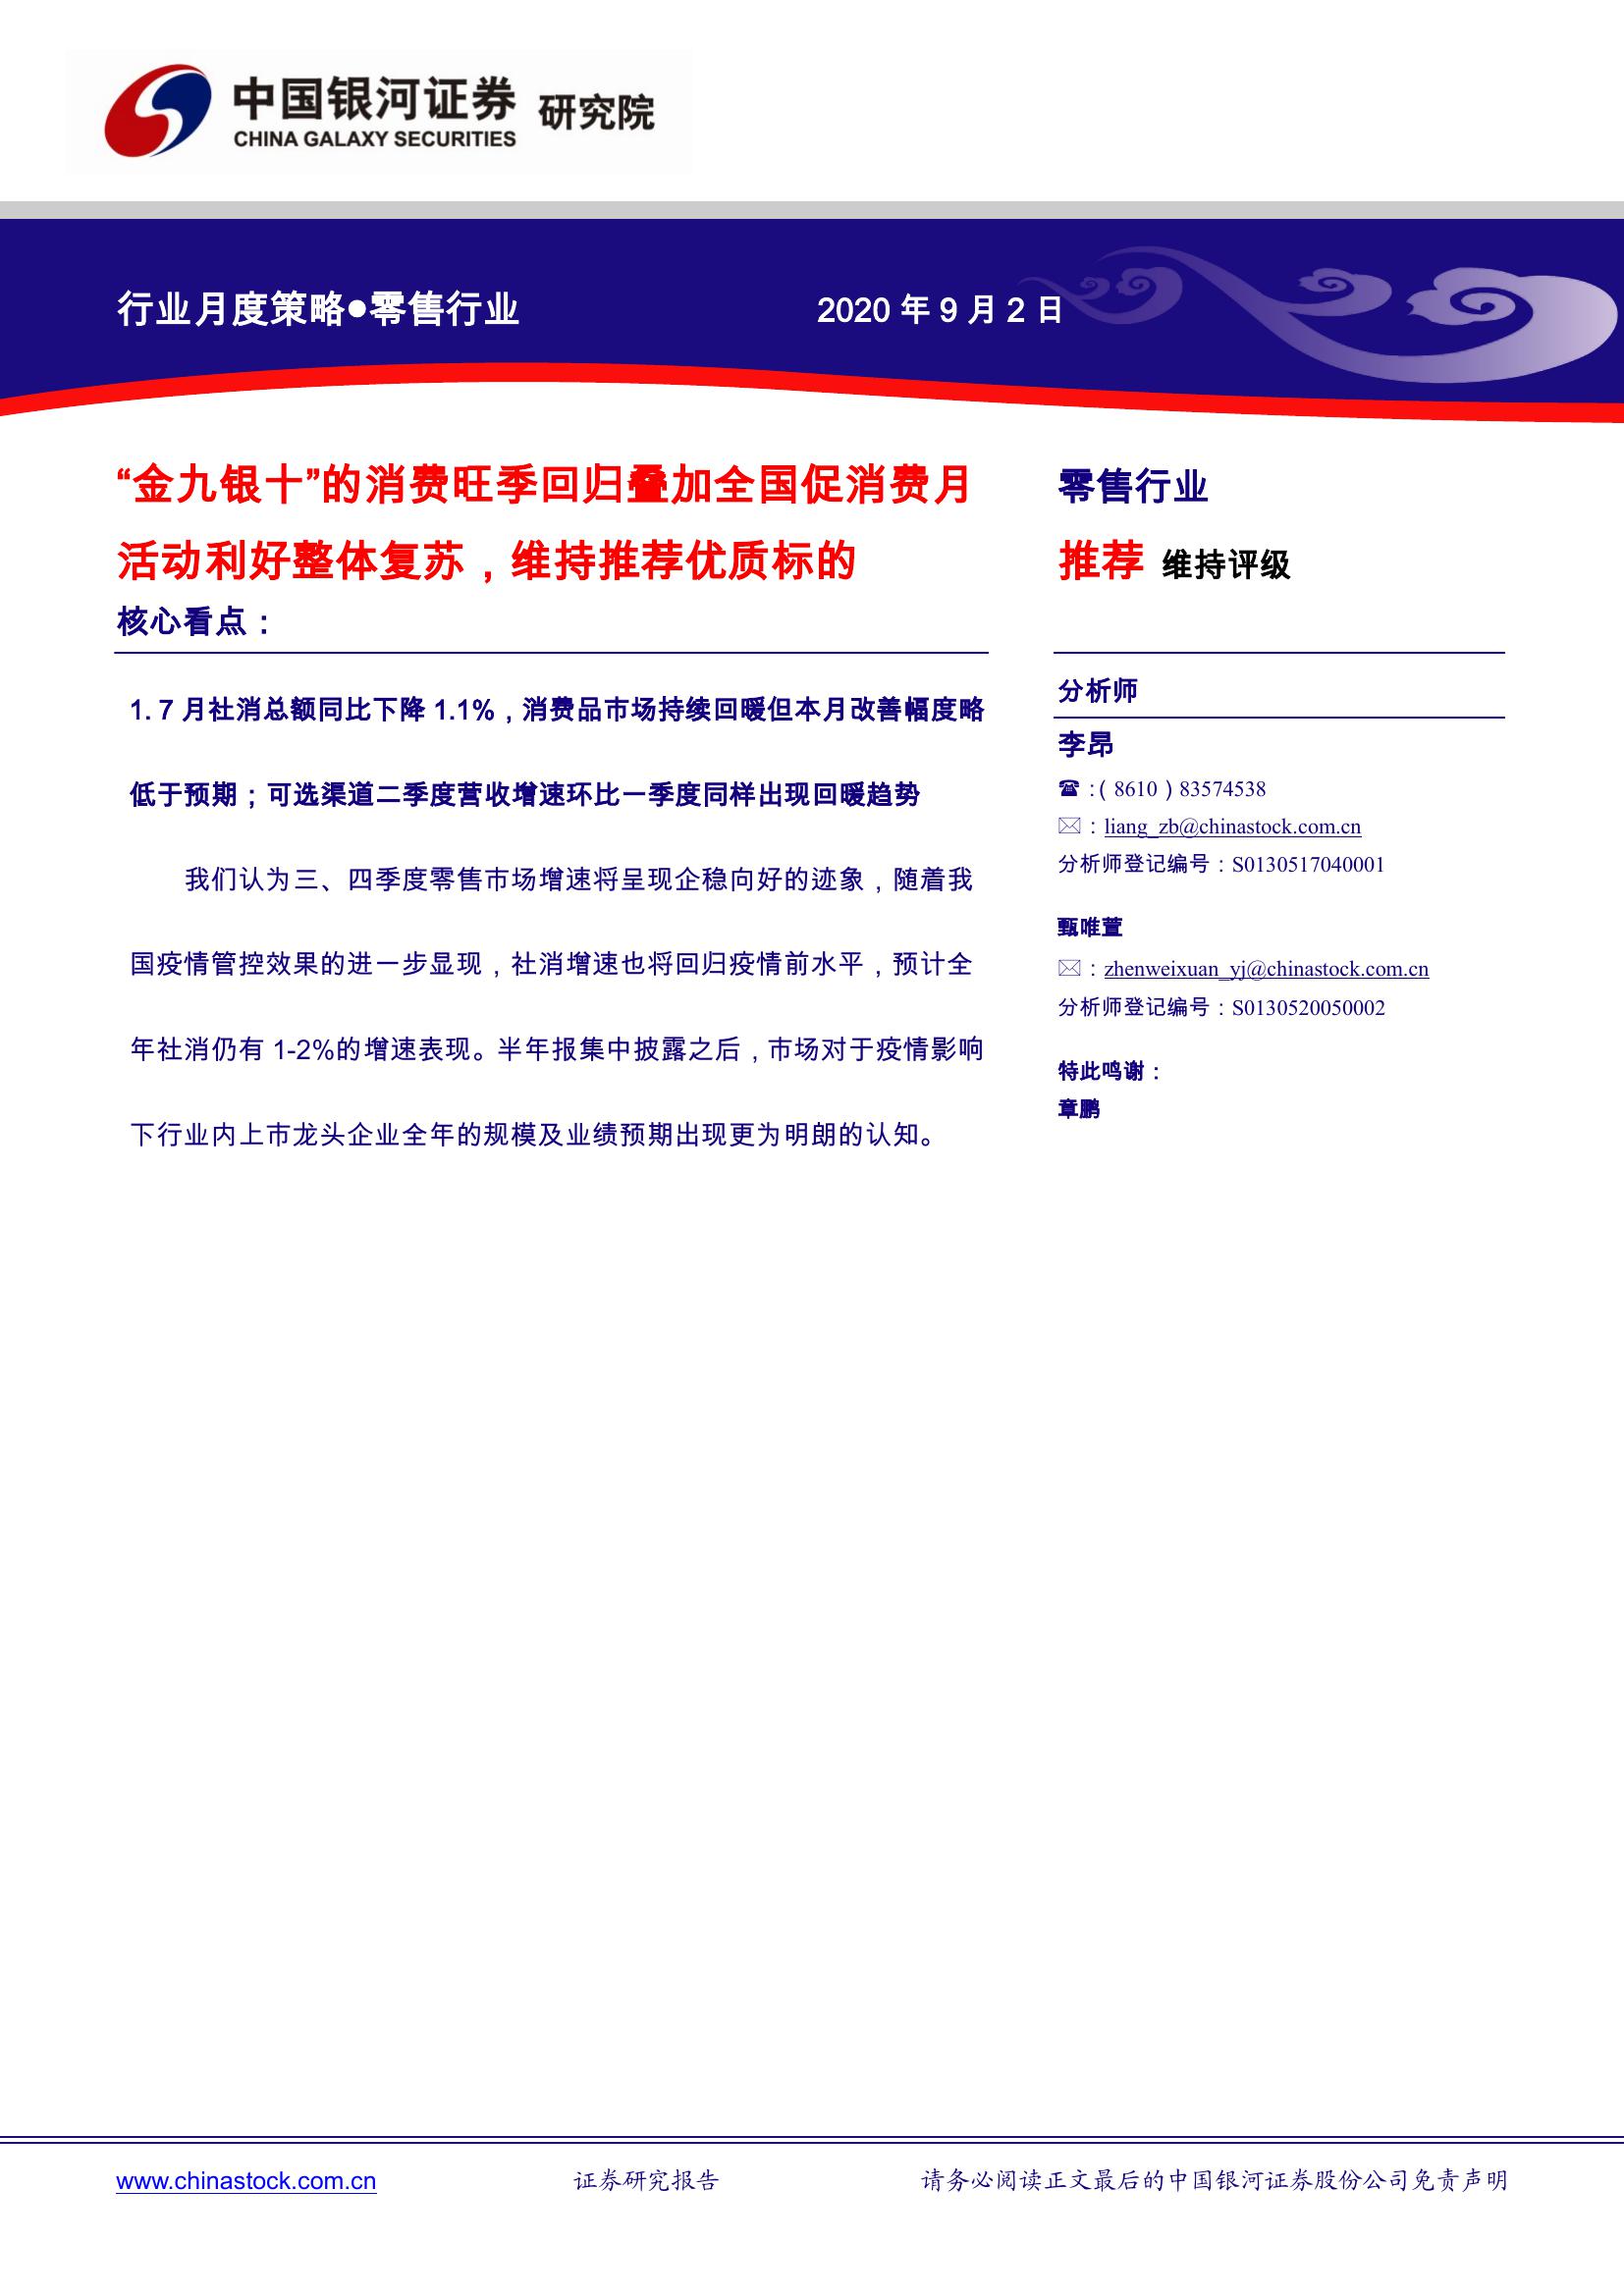 中国银河证券 研究院
CHINA GALAXY SECURITIES
行业月度策略●零售行业
2020 年 9 月 2 日
“金九银十”的消费旺季回归叠加全国促消费月
活动利好整体复苏，维持推荐优质标的
核心看点：
1. 7 月社消总额同比下降 1.1%，消费品市场持续回暖但本月改善幅度略
低于预期；可选渠道二季度营收增速环比一季度同样出现回暖趋势
我们认为三、四季度零售市场增速将呈现企稳向好的迹象，随着我
国疫情管控效果的进一步显现，社消增速也将回归疫情前水平，预计全
年社消仍有 1-2%的增速表现。半年报集中披露之后，市场对于疫情影响
下行业内上市龙头企业全年的规模及业绩预期出现更为明朗的认知。
零售行业
推荐 维持评级
分析师
李昂
☎：（8610）83574538
✉：liang_zb@chinastock.com.cn
分析师登记编号：S0130517040001
甄唯萱
✉：zhenweixuan_yj@chinastock.com.cn
分析师登记编号：S0130520050002
特此鸣谢：
章鹏
www.chinastock.com.cn
证券研究报告
请务必阅读正文最后的中国银河证券股份公司免责声明